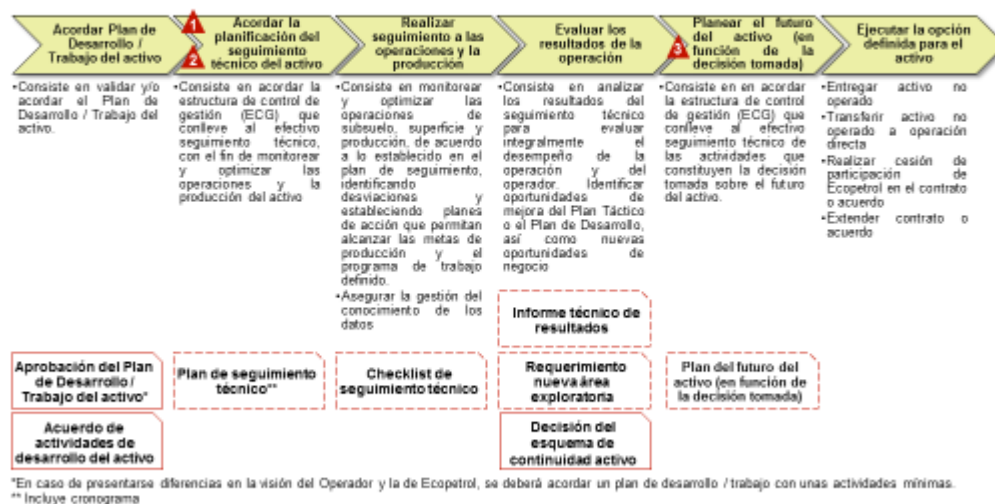 Acordar Plan de
Desarrollo /
Trabajo del activo
1
2
Acordar la
planificación del
seguimiento
técnico del activo
Realizar
seguimiento a las
operaciones y la
producción
Evaluar los
resultados de la
operación
3
Planear el futuro
del activo (en
función de la
decisión tomada)
Ejecutar la opción
definida para el
activo
•Consiste en validar y/o
acordar el Plan de
Desarrollo / Trabajo del
activo.
•Consiste en acordar la
estructura de control de
gestión (ECG) que
conlleve al efectivo
seguimiento técnico,
con el fin de monitorear
y optimizar las
operaciones y la
producción del activo
•Consiste en monitorear
y optimizar las
operaciones de
subsuelo, superficie y
producción, de acuerdo
a lo establecido en el
plan de seguimiento,
identificando
desviaciones y
estableciendo planes
de acción que permitan
alcanzar las metas de
producción y el
programa de trabajo
definido.
•Asegurar la gestión del
conocimiento de los
datos
•Consiste en analizar
los resultados del
seguimiento técnico
para evaluar
integralmente el
desempeño de la
operación y del
operador. Identificar
oportunidades de
mejora del Plan Táctico
o el Plan de Desarrollo,
así como nuevas
oportunidades de
negocio
•Consiste en en acordar
la estructura de control
de gestión (ECG) que
conlleve al efectivo
seguimiento técnico de
las actividades que
constituyen la decisión
tomada sobre el futuro
del activo.
•Entregar activo no
operado
•Transferir activo no
operado a operación
directa
•Realizar cesión de
participación de
Ecopetrol en el contrato
o acuerdo
•Extender contrato o
acuerdo
Aprobación del Plan
de Desarrollo /
Trabajo del activo*
Acuerdo de
actividades de
desarrollo del activo
Plan de seguimiento
técnico**
Checklist de
seguimiento técnico
Informe técnico de
resultados
Requerimiento
nueva área
exploratoria
Decisión del
esquema de
continuidad activo
Plan del futuro del
activo (en función de
la decisión tomada)
*En caso de presentarse diferencias en la visión del Operador y la de Ecopetrol, se deberá acordar un plan de desarrollo / trabajo con unas actividades mínimas.
** Incluye cronograma